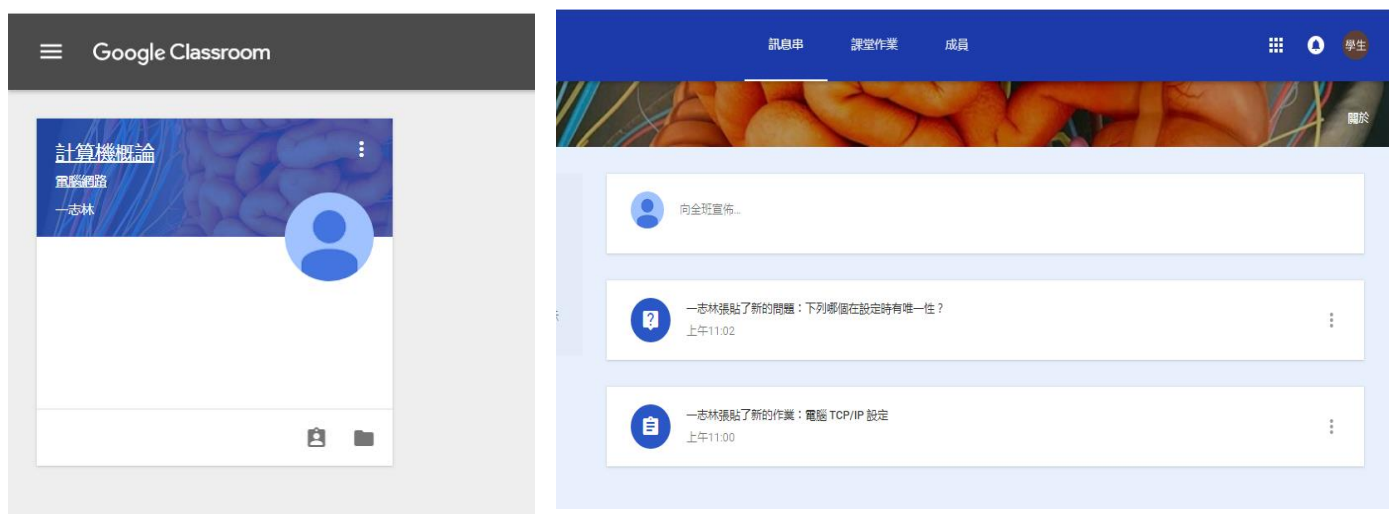 Google Classroom
計算機概論
電腦網路
一志林
訊息串
課堂作業
成員
學生
關於
向全班宣佈...
一志林張貼了新的問題：下列哪個在設定時有唯一性？
上午11:02
一志林張貼了新的作業：電腦 TCP/IP 設定
上午11:00